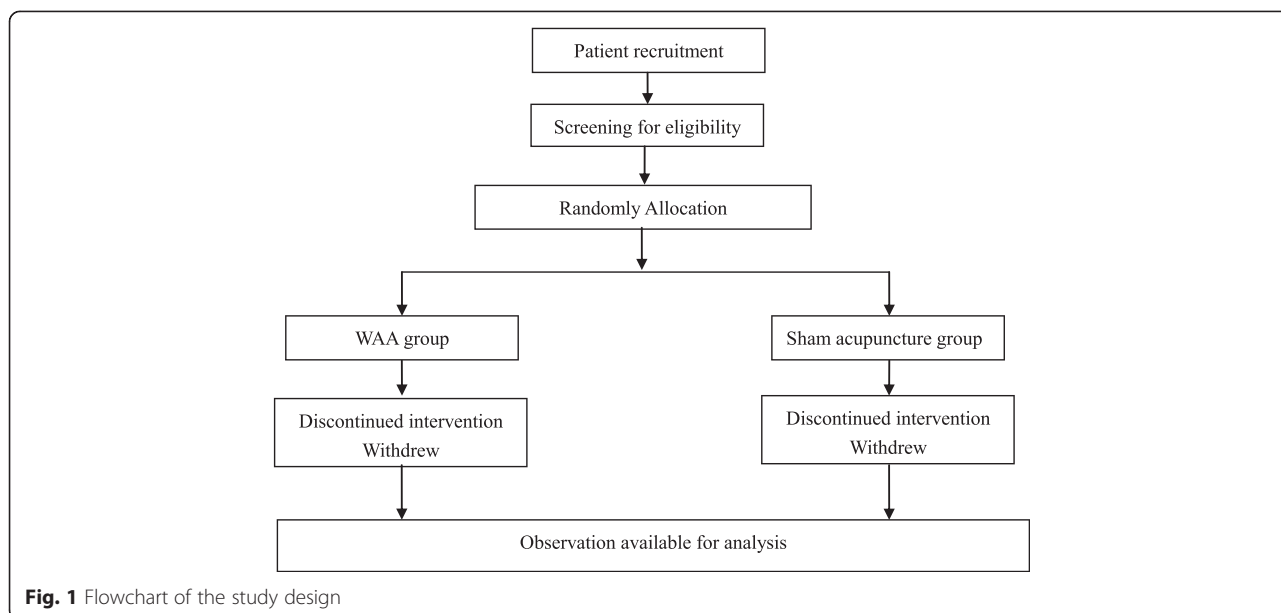 Patient recruitment
Screening for eligibility
Randomly Allocation
WAA group
Sham acupuncture group
Discontinued intervention
Withdrew
Discontinued intervention
Withdrew
Observation available for analysis
Fig. 1 Flowchart of the study design